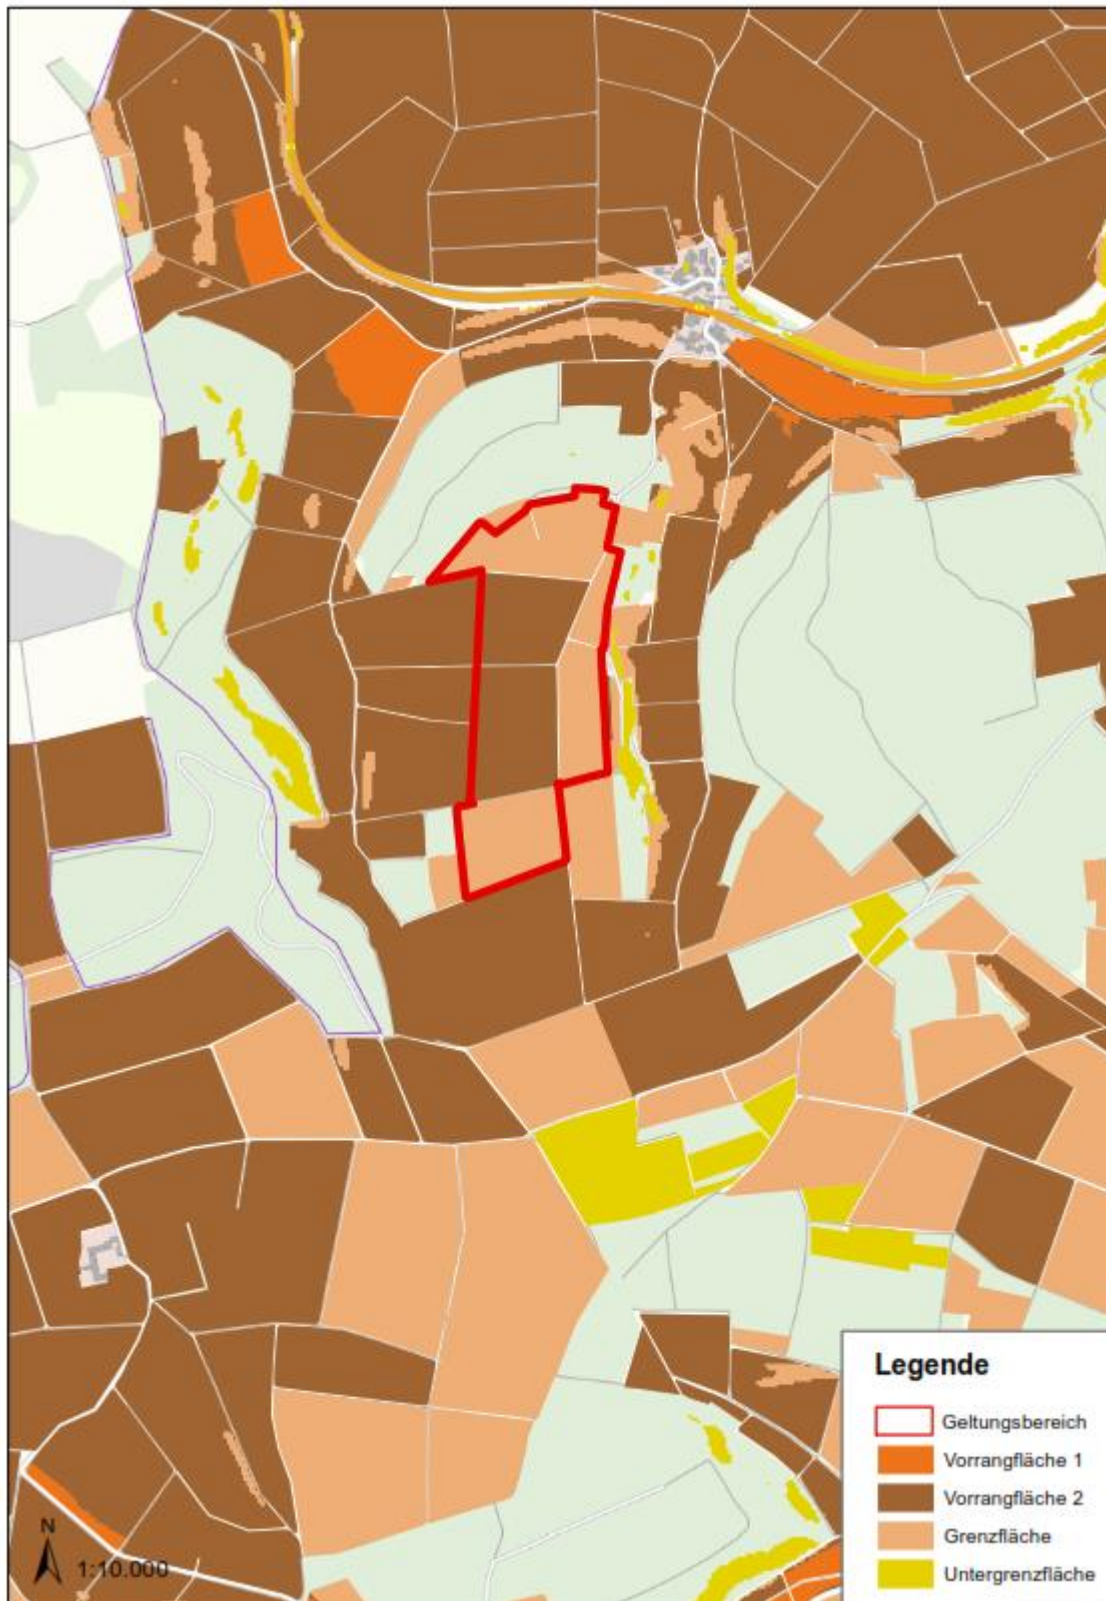 Legende
Geltungsbereich
Vorrangfläche 1
Vorrangfläche 2
Grenzfläche
Untergrenzfläche
N
1:10.000